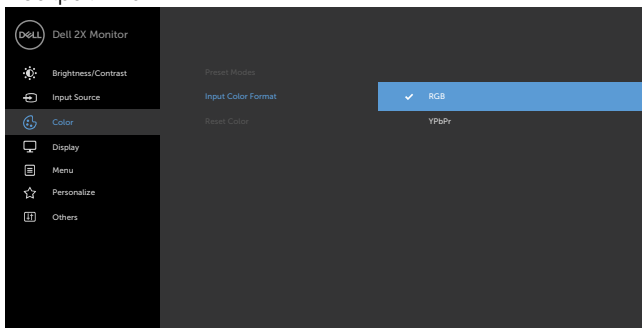 DELL Dell 2X Monitor
Brightness/Contrast
Preset Modes
Input Source
Input Color Format
RGB
Color
Reset Color
YPbPr
Display
Menu
Personalize
Others